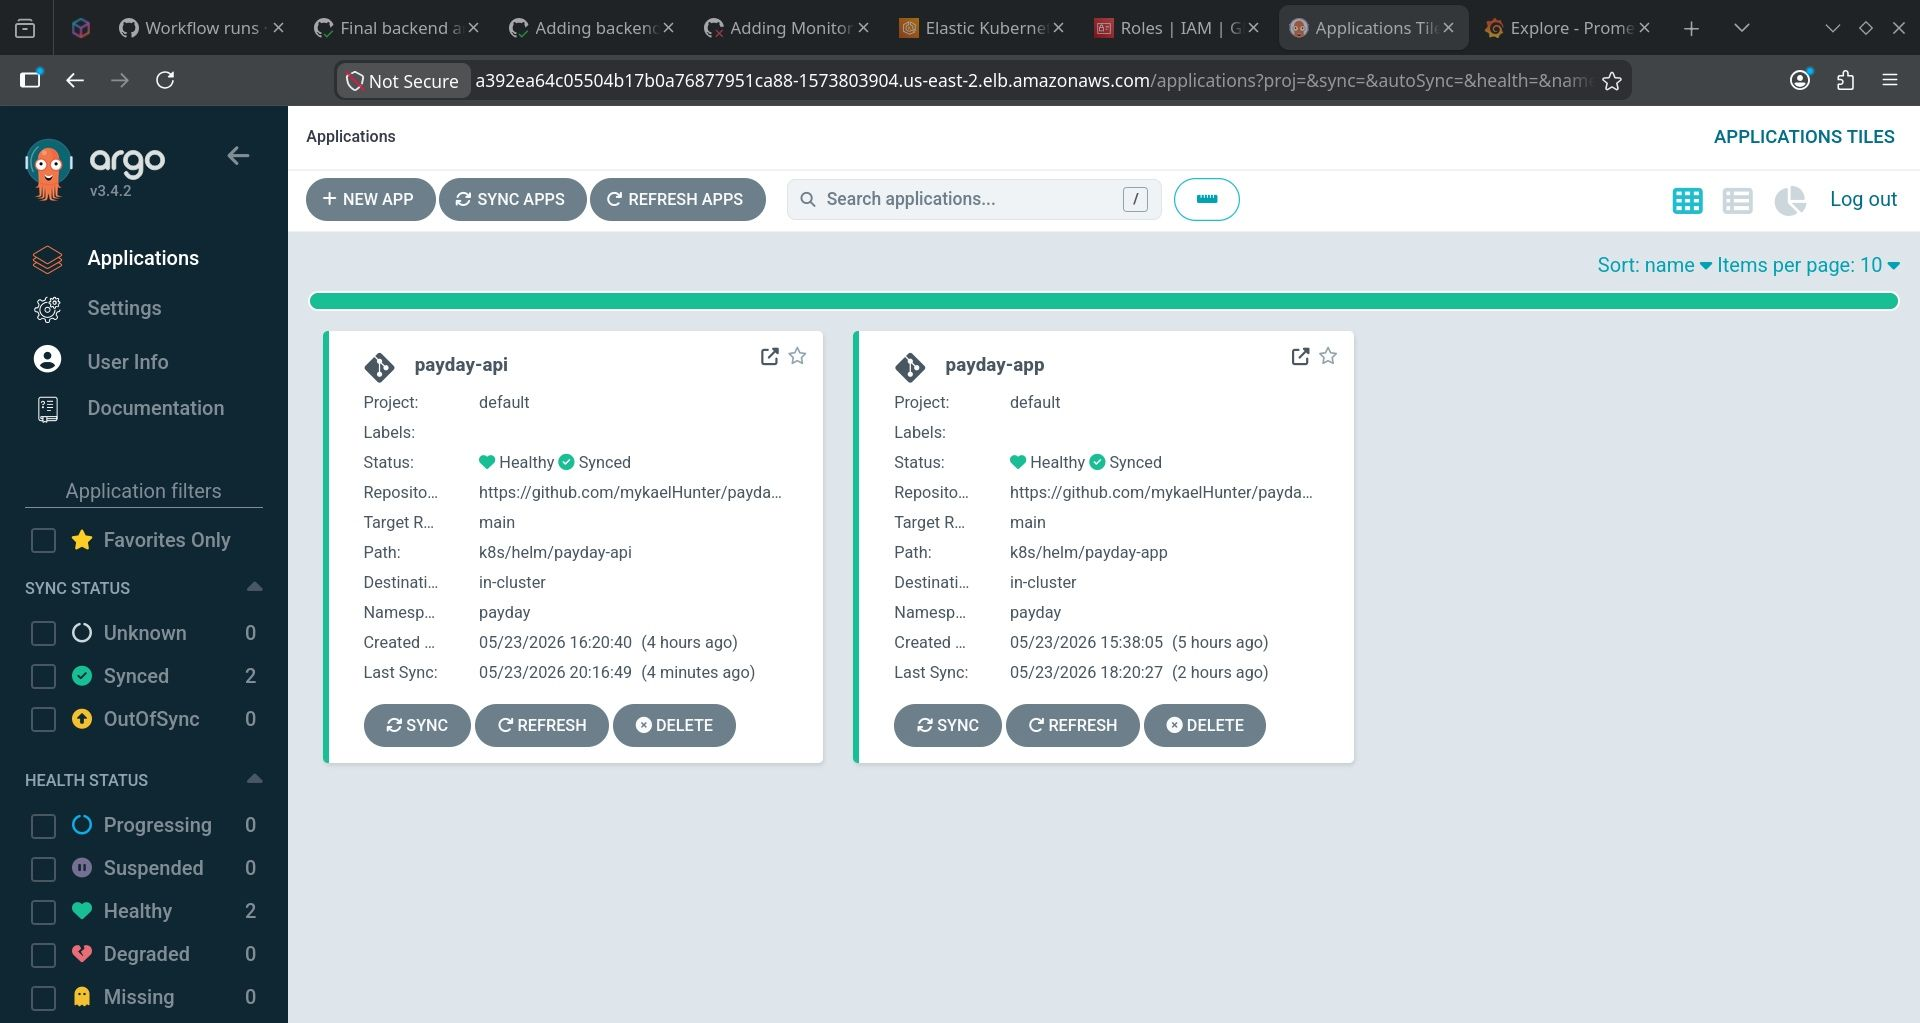 Workflow runs
Final backend a
Adding backenc
Adding Monitor
Elastic Kuberne
Roles | IAM | G
Applications Tile
Explore - Prome
Not Secure
a392ea64c05504b17b0a76877951ca88-1573803904.us-east-2.elb.amazonaws.com/applications?proj=&sync=&autoSync=&health=&name
argo
v3.4.2
Applications
Settings
User Info
Documentation
Application filters
Favorites Only
SYNC STATUS
Unknown 0
Synced 2
OutOfSync 0
HEALTH STATUS
Progressing 0
Suspended 0
Healthy 2
Degraded 0
Missing 0
Applications
APPLICATIONS TILES
+ NEW APP
SYNC APPS
REFRESH APPS
Search applications...
/
Log out
Sort: name
Items per page: 10
payday-api
Project: default
Labels:
Status: Healthy Synced
Reposito... https://github.com/mykaelHunter/payda...
Target R... main
Path: k8s/helm/payday-api
Destinati... in-cluster
Namesp... payday
Created ... 05/23/2026 16:20:40 (4 hours ago)
Last Sync: 05/23/2026 20:16:49 (4 minutes ago)
SYNC
REFRESH
DELETE
payday-app
Project: default
Labels:
Status: Healthy Synced
Reposito... https://github.com/mykaelHunter/payda...
Target R... main
Path: k8s/helm/payday-app
Destinati... in-cluster
Namesp... payday
Created ... 05/23/2026 15:38:05 (5 hours ago)
Last Sync: 05/23/2026 18:20:27 (2 hours ago)
SYNC
REFRESH
DELETE